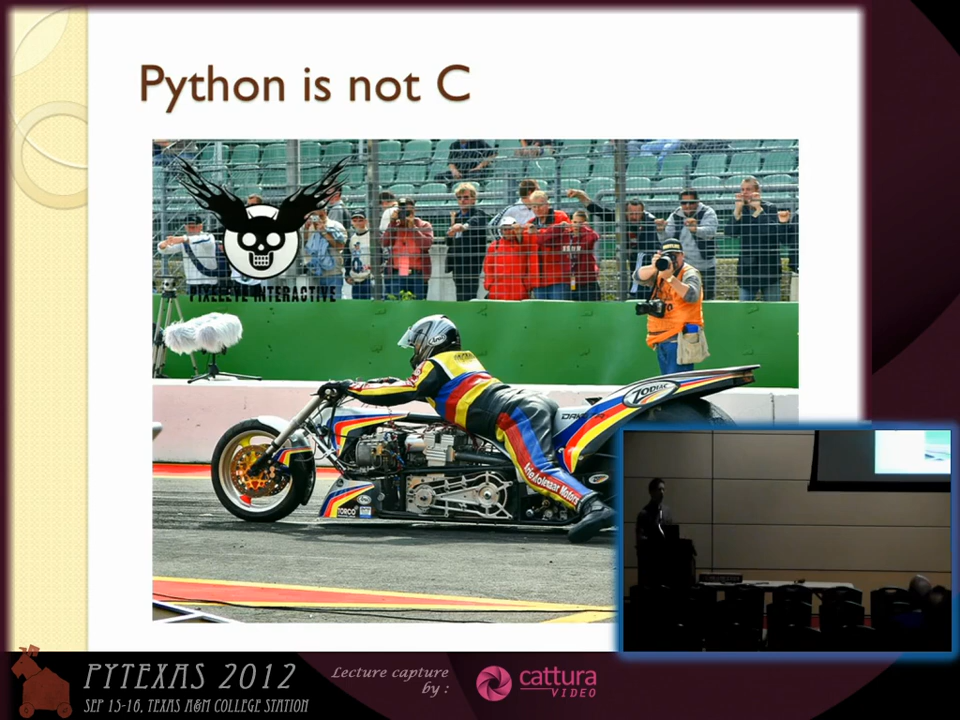 Python is not C
PIXELEYE INTERACTIVE
ZODIAC
TORCO
PYTEXAS 2012
SEP 15-16, TEXAS A&M COLLEGE STATION
Lecture capture
by :
cattura
VIDEO